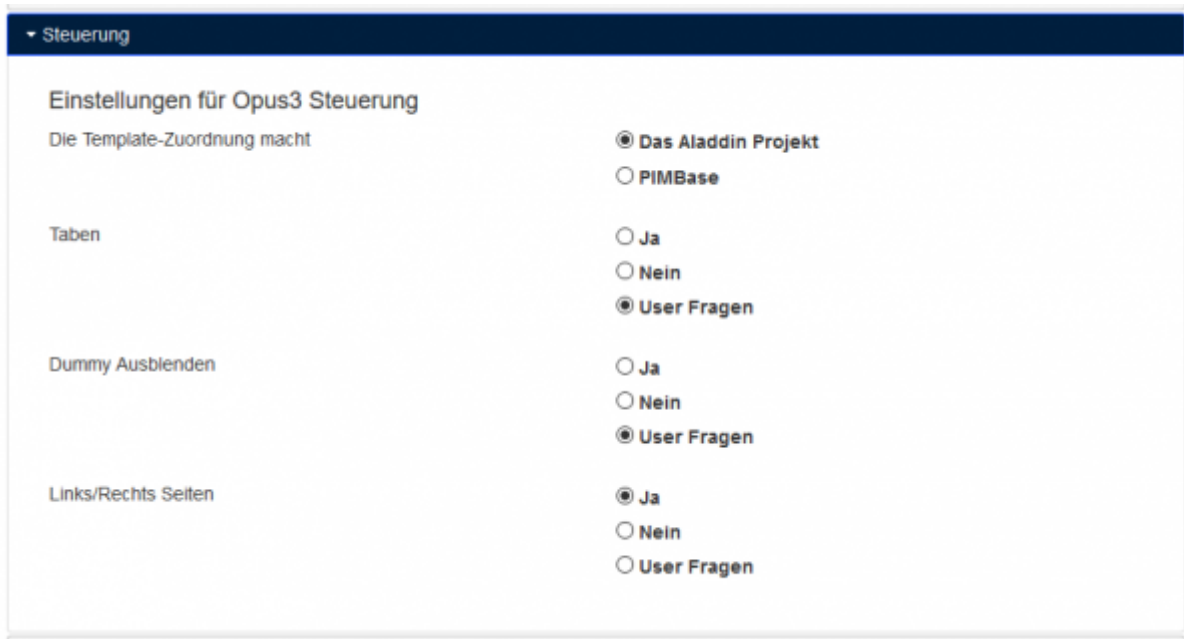 Steuerung
Einstellungen für Opus3 Steuerung
Die Template-Zuordnung macht
Das Aladdin Projekt
PIMBase
Taben
Ja
Nein
User Fragen
Dummy Ausblenden
Ja
Nein
User Fragen
Links/Rechts Seiten
Ja
Nein
User Fragen